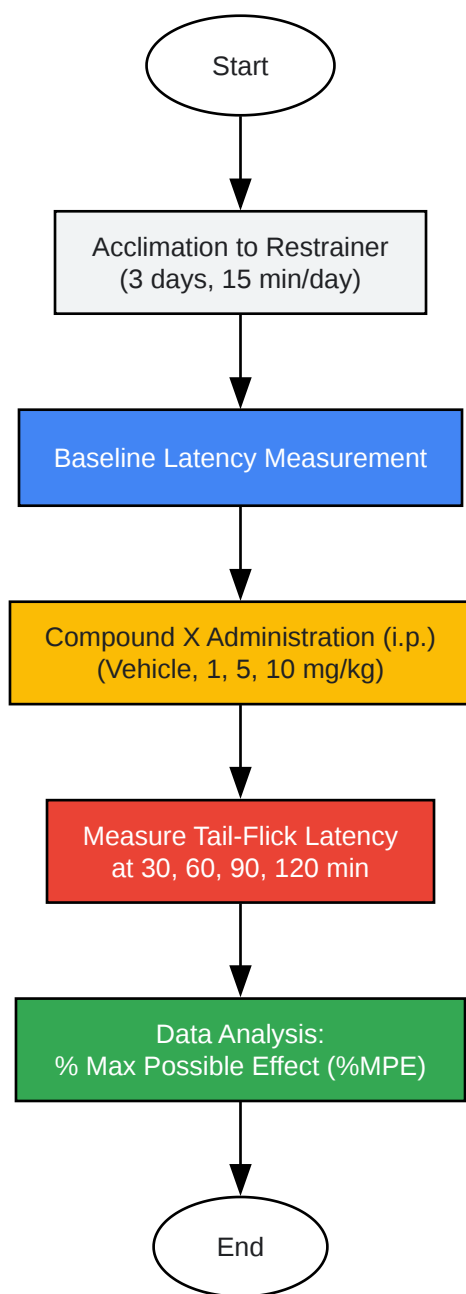 Start
Acclimation to Restrainer
(3 days, 15 min/day)
Baseline Latency Measurement
Compound X Administration (i.p.)
(Vehicle, 1, 5, 10 mg/kg)
Measure Tail-Flick Latency
at 30, 60, 90, 120 min
Data Analysis:
% Max Possible Effect (%MPE)
End